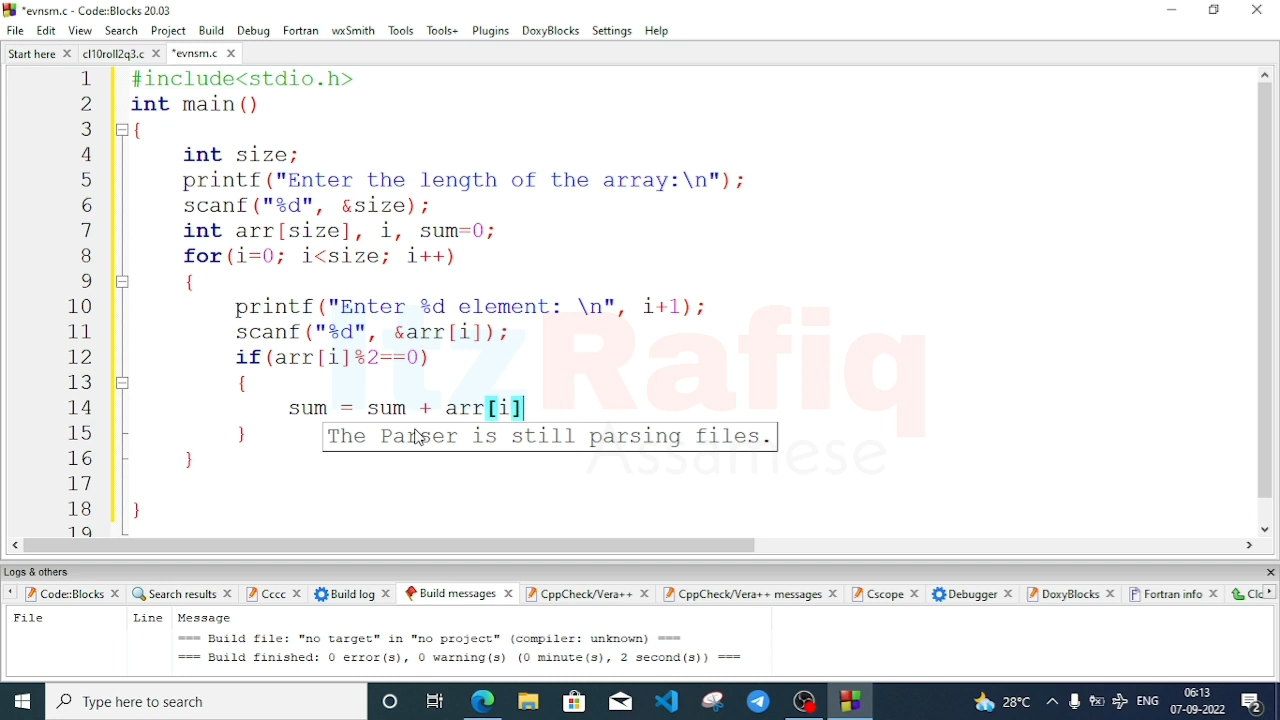 *evnsm.c - Code::Blocks 20.03
File Edit View Search Project Build Debug Fortran wxSmith Tools Tools+ Plugins DoxyBlocks Settings Help
Start here cl10roll2q3.c *evnsm.c
1 #include<stdio.h>
2 int main()
3 {
4 int size;
5 printf("Enter the length of the array:\n");
6 scanf("%d", &size);
7 int arr[size], i, sum=0;
8 for(i=0; i<size; i++)
9 {
10 printf("Enter %d element: \n", i+1);
11 scanf("%d", &arr[i]);
12 if(arr[i]%2==0)
13 {
14 sum = sum + arr[i]
15 }
The Parser is still parsing files.
16 }
17
18 }
19
ItzRafiq
Assamese
Logs & others
Code::Blocks Search results Cccc Build log Build messages CppCheck/Vera++ CppCheck/Vera++ messages Cscope Debugger DoxyBlocks Fortran info Clo
File Line Message
=== Build file: "no target" in "no project" (compiler: unknown) ===
=== Build finished: 0 error(s), 0 warning(s) (0 minute(s), 2 second(s)) ===
Type here to search
28°C ENG
06:13
07-09-2022
2